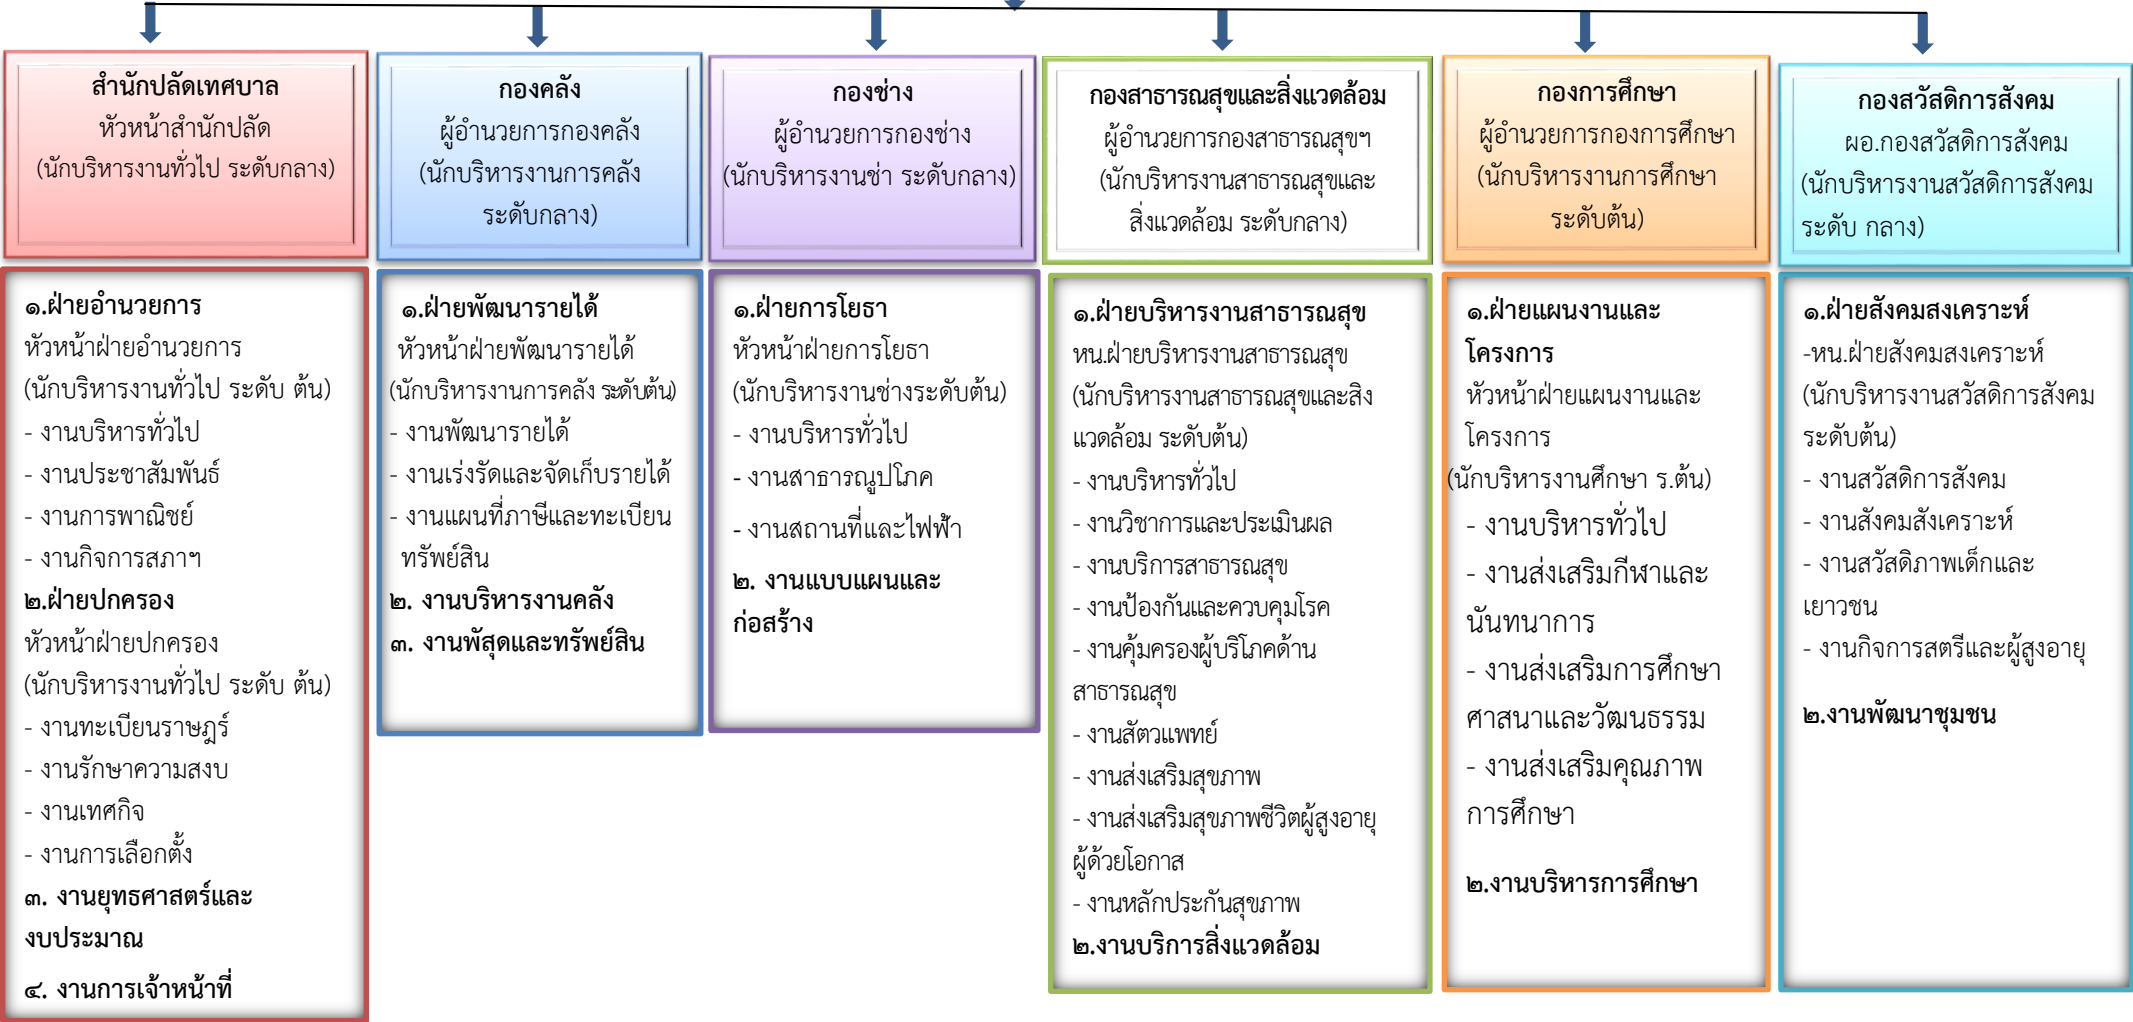 สำนักปลัดเทศบาล
หัวหน้าสำนักปลัด
(นักบริหารงานทั่วไป ระดับกลาง)
๑.ฝ่ายอำนวยการ
หัวหน้าฝ่ายอำนวยการ
(นักบริหารงานทั่วไป ระดับ ต้น)
- งานบริหารทั่วไป
- งานประชาสัมพันธ์
- งานการพาณิชย์
- งานกิจการสภาฯ
๒.ฝ่ายปกครอง
หัวหน้าฝ่ายปกครอง
(นักบริหารงานทั่วไป ระดับ ต้น)
- งานทะเบียนราษฎร์
- งานรักษาความสงบ
- งานเทศกิจ
- งานการเลือกตั้ง
๓. งานยุทธศาสตร์และ
งบประมาณ
๔. งานการเจ้าหน้าที่
กองคลัง
ผู้อำนวยการกองคลัง
(นักบริหารงานการคลัง
ระดับกลาง)
๑.ฝ่ายพัฒนารายได้
หัวหน้าฝ่ายพัฒนารายได้
(นักบริหารงานการคลัง ระดับต้น)
- งานพัฒนารายได้
- งานเร่งรัดและจัดเก็บรายได้
- งานแผนที่ภาษีและทะเบียน
ทรัพย์สิน
๒. งานบริหารงานคลัง
๓. งานพัสุดและทรัพย์สิน
กองช่าง
ผู้อำนวยการกองช่าง
(นักบริหารงานช่า ระดับกลาง)
๑.ฝ่ายการโยธา
หัวหน้าฝ่ายการโยธา
(นักบริหารงานช่างระดับต้น)
- งานบริหารทั่วไป
- งานสาธารณูปโภค
- งานสถานที่และไฟฟ้า
๒. งานแบบแผนและ
ก่อสร้าง
กองสาธารณสุขและสิ่งแวดล้อม
ผู้อำนวยการกองสาธารณสุขฯ
(นักบริหารงานสาธารณสุขและ
สิ่งแวดล้อม ระดับกลาง)
๑.ฝ่ายบริหารงานสาธารณสุข
หน.ฝ่ายบริหารงานสาธารณสุข
(นักบริหารงานสาธารณสุขและสิ่ง
แวดล้อม ระดับต้น)
- งานบริหารทั่วไป
- งานวิชาการและประเมินผล
- งานบริการสาธารณสุข
- งานป้องกันและควบคุมโรค
- งานคุ้มครองผู้บริโภคด้าน
สาธารณสุข
- งานสัตวแพทย์
- งานส่งเสริมสุขภาพ
- งานส่งเสริมสุขภาพชีวิตผู้สูงอายุ
ผู้ด้วยโอกาส
- งานหลักประกันสุขภาพ
๒.งานบริการสิ่งแวดล้อม
กองการศึกษา
ผู้อำนวยการกองการศึกษา
(นักบริหารงานการศึกษา
ระดับต้น)
๑.ฝ่ายแผนงานและ
โครงการ
หัวหน้าฝ่ายแผนงานและ
โครงการ
(นักบริหารงานศึกษา ร.ต้น)
- งานบริหารทั่วไป
- งานส่งเสริมกีฬาและ
นันทนาการ
- งานส่งเสริมการศึกษา
ศาสนาและวัฒนธรรม
- งานส่งเสริมคุณภาพ
การศึกษา
๒.งานบริหารการศึกษา
กองสวัสดิการสังคม
ผอ.กองสวัสดิการสังคม
(นักบริหารงานสวัสดิการสังคม
ระดับ กลาง)
๑.ฝ่ายสังคมสงเคราะห์
-หน.ฝ่ายสังคมสงเคราะห์
(นักบริหารงานสวัสดิการสังคม
ระดับต้น)
- งานสวัสดิการสังคม
- งานสังคมสังเคราะห์
- งานสวัสดิภาพเด็กและ
เยาวชน
- งานกิจการสตรีและผู้สูงอายุ
๒.งานพัฒนาชุมชน